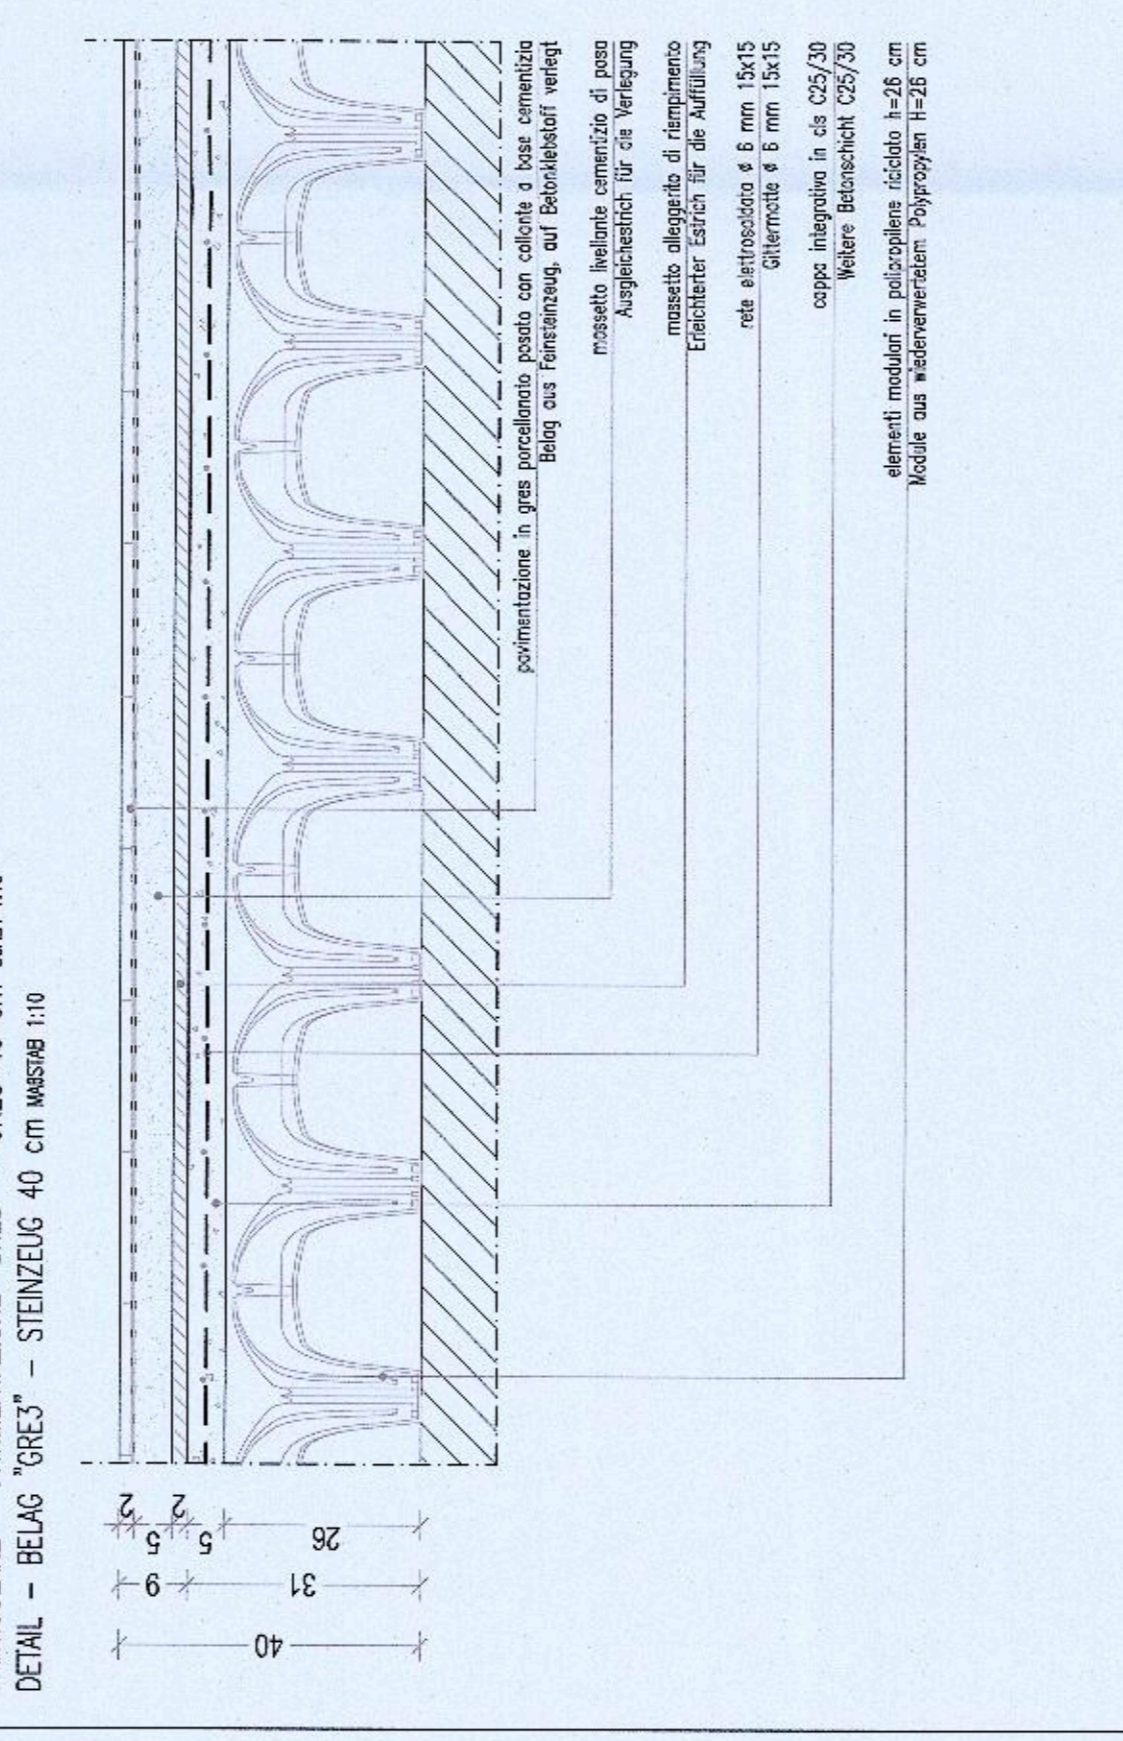 DETAIL – BELAG "GRE3" – STEINZEUG 40 cm MAßSTAB 1:10
2
5
2
5
26
9
31
40
pavimentazione in gres porcellanato posato con collante a base cementizia
Belag aus Feinsteinzeug, auf Betonklebstoff verlegt
massetto livellante cementizio di posa
Ausgleichestrich für die Verlegung
massetto alleggerito di riempimento
Erleichterter Estrich für die Auffüllung
rete elettrosaldata ø 6 mm 15x15
Gittermatte ø 6 mm 15x15
cappa integrativa in cls C25/30
Weitere Betonschicht C25/30
elementi modulari in polipropilene riciclato h=26 cm
Module aus wiederverwertetem Polypropylen H=26 cm